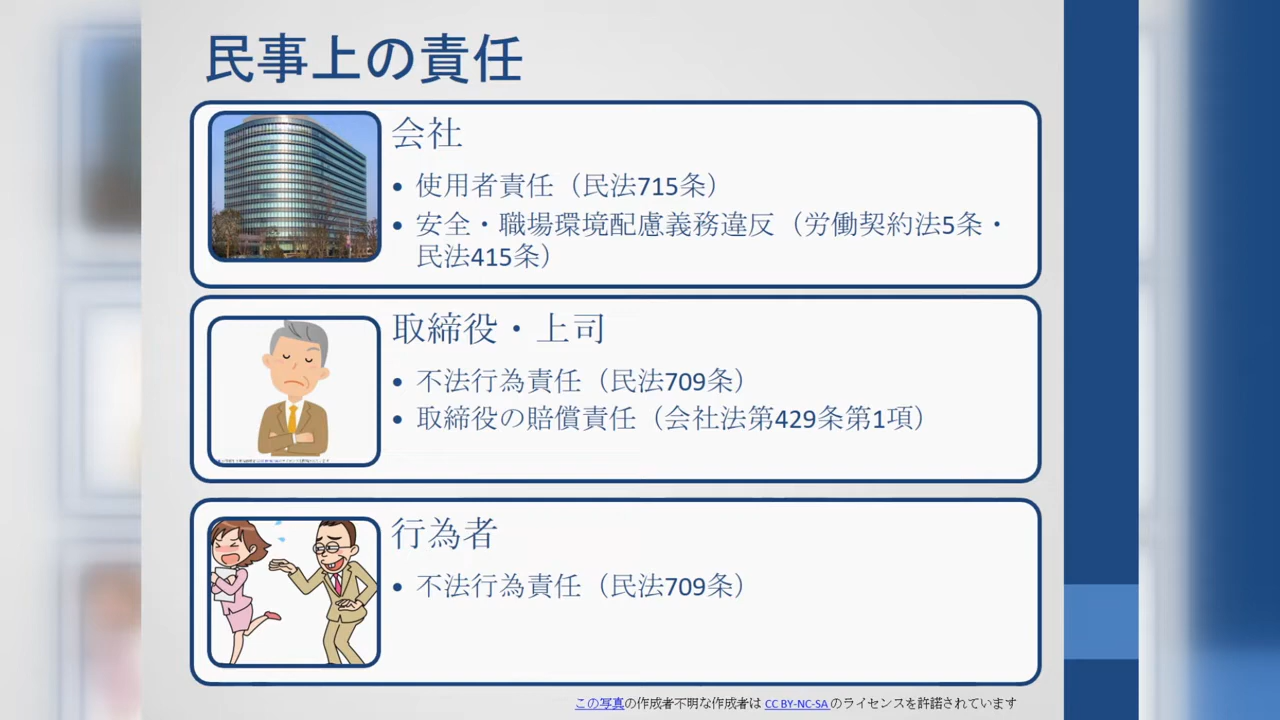 民事上の責任
会社
• 使用者責任（民法715条）
• 安全・職場環境配慮義務違反（労働契約法5条・
民法415条）
取締役・上司
• 不法行為責任（民法709条）
• 取締役の賠償責任（会社法第429条第1項）
行為者
• 不法行為責任（民法709条）
この写真の作成者不明な作成者は CC BY-NC-SA のライセンスを許諾されています